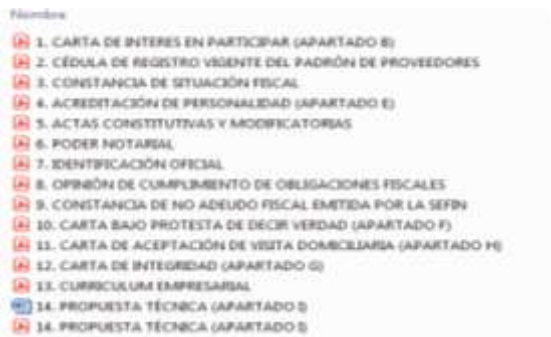 Nombre
1. CARTA DE INTERES EN PARTICIPAR (APARTADO B)
2. CÉDULA DE REGISTRO VIGENTE DEL PADRÓN DE PROVEEDORES
3. CONSTANCIA DE SITUACIÓN FISCAL
4. ACREDITACIÓN DE PERSONALIDAD (APARTADO E)
5. ACTAS CONSTITUTIVAS Y MODIFICATORIAS
6. PODER NOTARIAL
7. IDENTIFICACIÓN OFICIAL
8. OPINIÓN DE CUMPLIMIENTO DE OBLIGACIONES FISCALES
9. CONSTANCIA DE NO ADEUDO FISCAL EMITIDA POR LA SEFIN
10. CARTA BAJO PROTESTA DE DECIR VERDAD (APARTADO F)
11. CARTA DE ACEPTACIÓN DE VISITA DOMICILIARIA (APARTADO H)
12. CARTA DE INTEGRIDAD (APARTADO G)
13. CURRICULUM EMPRESARIAL
14. PROPUESTA TÉCNICA (APARTADO I)
14. PROPUESTA TÉCNICA (APARTADO I)